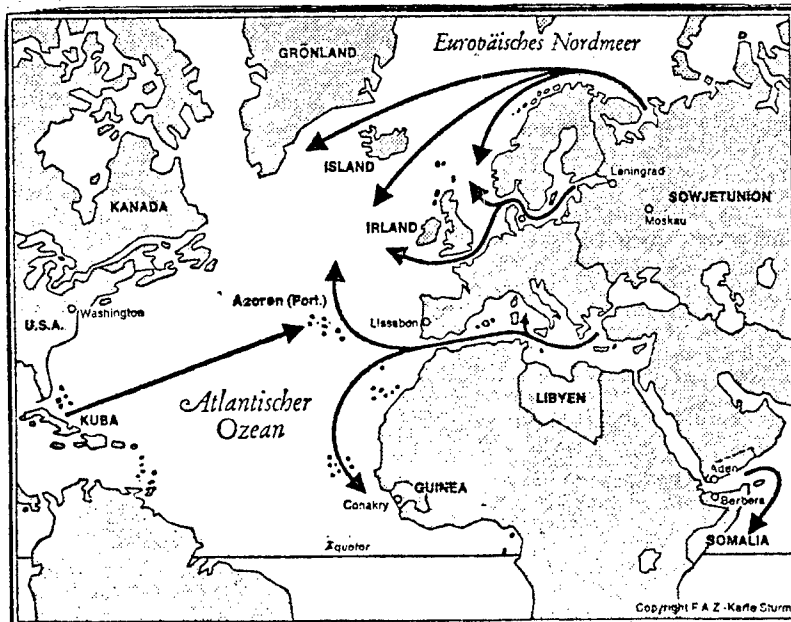 Europäisches Nordmeer
GRÖNLAND
ISLAND
KANADA
Leningrad
SOWJETUNION
Moskau
IRLAND
U.S.A.
Washington
Azoren (Port.)
Lissabon
KUBA
Atlantischer
Ozean
LIBYEN
GUINEA
Conakry
Aden
Berbera
SOMALIA
Äquator
Copyright F.A.Z.-Karte Sturm